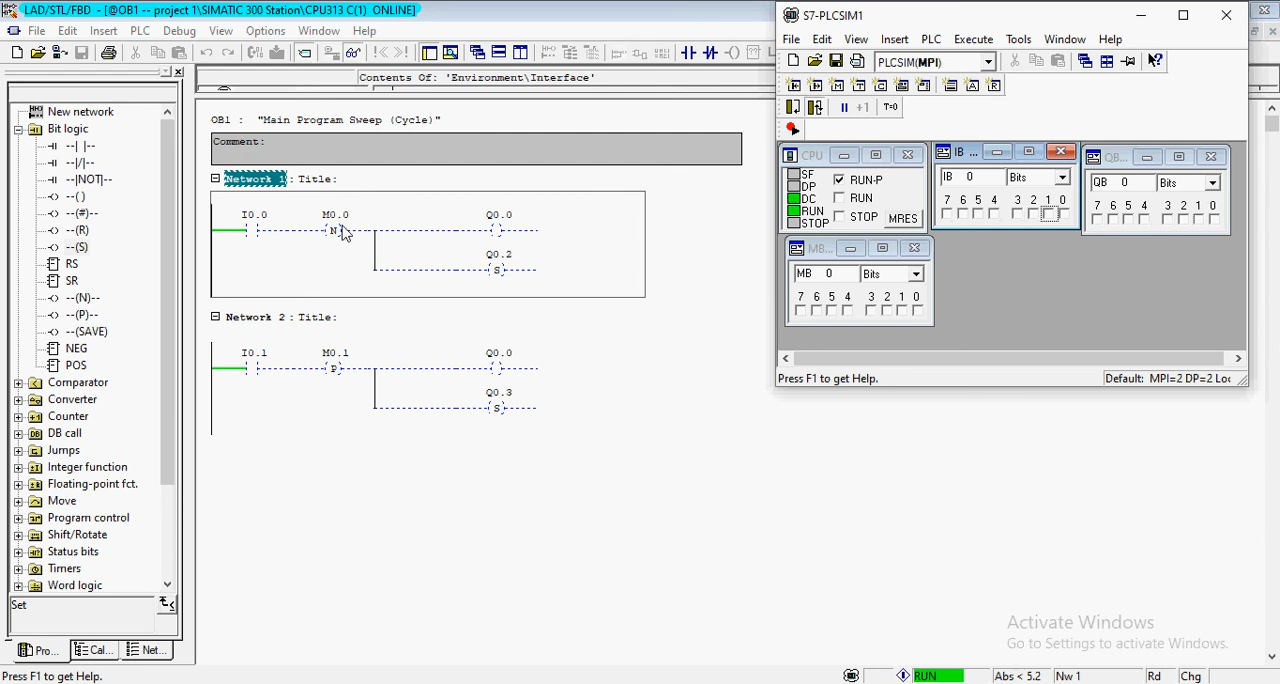 LAD/STL/FBD - [@OB1 -- project 1\SIMATIC 300 Station\CPU313 C(1) ONLINE]
File Edit Insert PLC Debug View Options Window Help
Contents Of: 'Environment\Interface'
New network
Bit logic
--| |--
--|/|--
--|NOT|--
--( )
--(#)--
--(R)
--(S)
RS
SR
--(N)--
--(P)--
--(SAVE)
NEG
POS
Comparator
Converter
Counter
DB call
Jumps
Integer function
Floating-point fct.
Move
Program control
Shift/Rotate
Status bits
Timers
Word logic
Set
Pro...
Cal...
Net...
OB1 : "Main Program Sweep (Cycle)"
Comment:
Network 1: Title:
I0.0 M0.0 Q0.0
N
Q0.2
S
Network 2 : Title:
I0.1 M0.1 Q0.0
P
Q0.3
S
S7-PLCSIM1
File Edit View Insert PLC Execute Tools Window Help
PLCSIM(MPI)
+1 T=0
CPU
SF
DP
DC
RUN
STOP
RUN-P
RUN
STOP
MRES
IB ...
IB 0 Bits
7 6 5 4 3 2 1 0
QB...
QB 0 Bits
7 6 5 4 3 2 1 0
MB...
MB 0 Bits
7 6 5 4 3 2 1 0
Press F1 to get Help.
Default: MPI=2 DP=2 Loc
Activate Windows
Go to Settings to activate Windows.
Press F1 to get Help.
RUN
Abs < 5.2
Nw 1
Rd
Chg